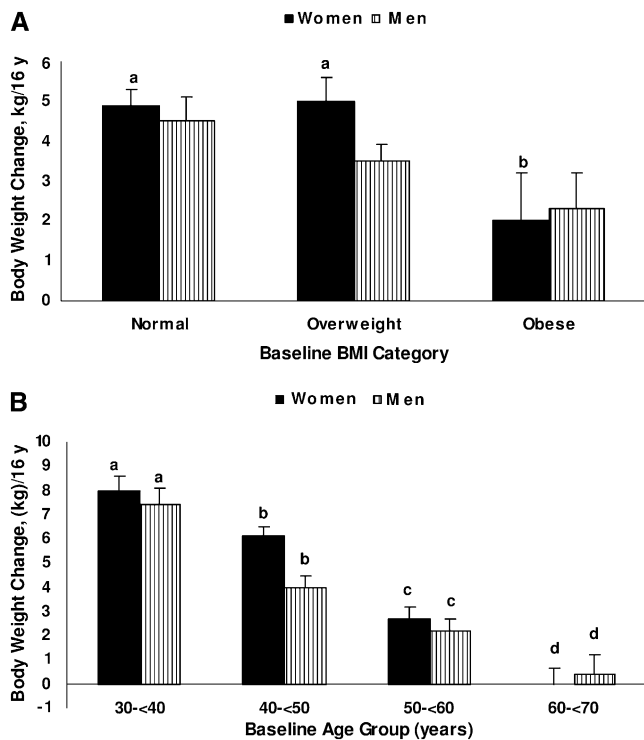 A
Women Men
Body Weight Change, kg/16 y
6
5
4
3
2
1
0
a
a
b
Normal Overweight Obese
Baseline BMI Category
B
Women Men
Body Weight Change, (kg)/16 y
10
9
8
7
6
5
4
3
2
1
0
-1
a a
b
b
c c
d d
30-<40 40-<50 50-<60 60-<70
Baseline Age Group (years)